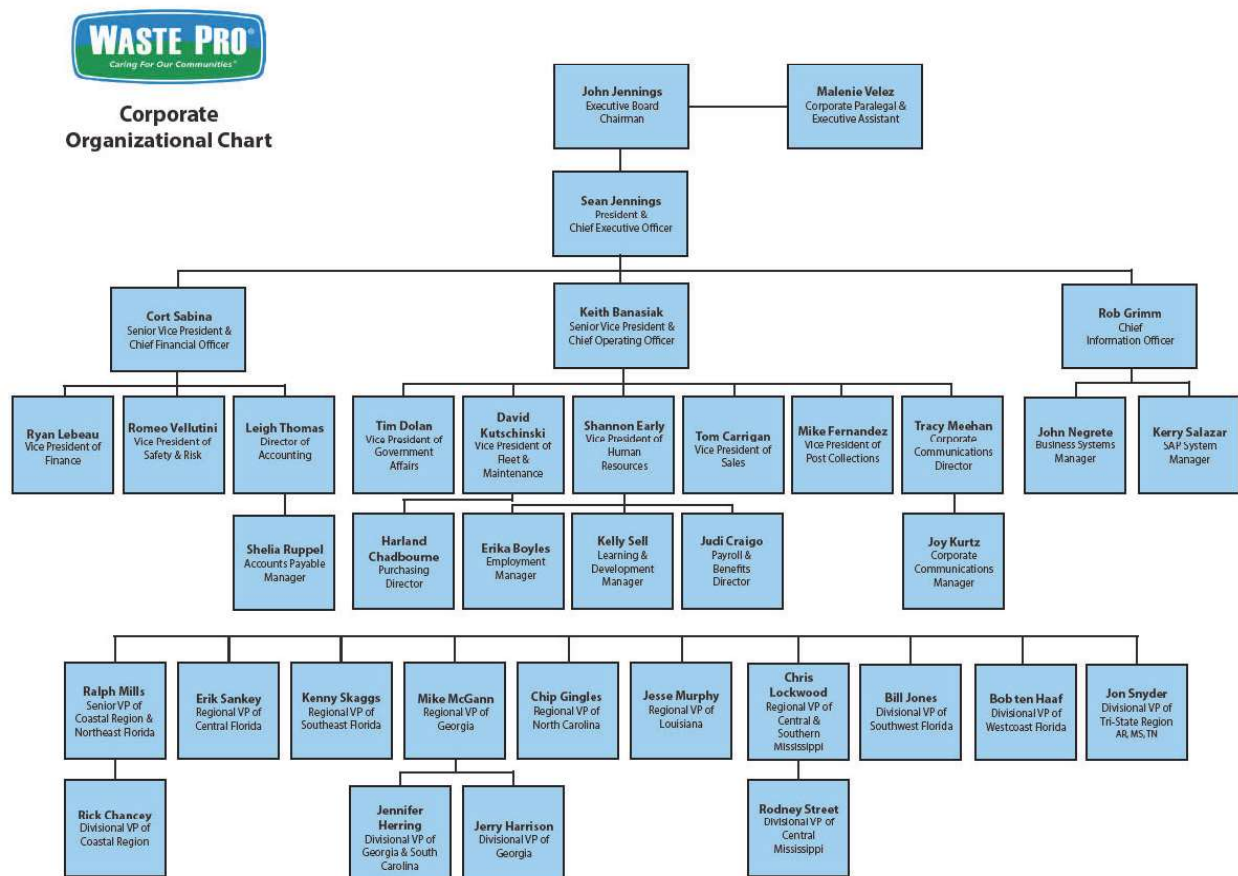 WASTE PRO®
Caring For Our Communities™
Corporate
Organizational Chart
John Jennings
Executive Board
Chairman
Malenie Velez
Corporate Paralegal &
Executive Assistant
Sean Jennings
President &
Chief Executive Officer
Cort Sabina
Senior Vice President &
Chief Financial Officer
Keith Banasiak
Senior Vice President &
Chief Operating Officer
Rob Grimm
Chief
Information Officer
Ryan Lebeau
Vice President of
Finance
Romeo Vellutini
Vice President of
Safety & Risk
Leigh Thomas
Director of
Accounting
Tim Dolan
Vice President of
Government
Affairs
David
Kutschinski
Vice President of
Fleet &
Maintenance
Shannon Early
Vice President of
Human
Resources
Tom Carrigan
Vice President of
Sales
Mike Fernandez
Vice President of
Post Collections
Tracy Meehan
Corporate
Communications
Director
John Negrete
Business Systems
Manager
Kerry Salazar
SAP System
Manager
Shelia Ruppel
Accounts Payable
Manager
Harland
Chadbourne
Purchasing
Director
Erika Boyles
Employment
Manager
Kelly Sell
Learning &
Development
Manager
Judi Craigo
Payroll &
Benefits
Director
Joy Kurtz
Corporate
Communications
Manager
Ralph Mills
Senior VP of
Coastal Region &
Northeast Florida
Erik Sankey
Regional VP of
Central Florida
Kenny Skaggs
Regional VP of
Southeast Florida
Mike McGann
Regional VP of
Georgia
Chip Gingles
Regional VP of
North Carolina
Jesse Murphy
Regional VP of
Louisiana
Chris
Lockwood
Regional VP of
Central &
Southern
Mississippi
Bill Jones
Divisional VP of
Southwest Florida
Bob ten Haaf
Divisional VP of
Westcoast Florida
Jon Snyder
Divisional VP of
Tri-State Region
AR, MS, TN
Rick Chancey
Divisional VP of
Coastal Region
Jennifer
Herring
Divisional VP of
Georgia & South
Carolina
Jerry Harrison
Divisional VP of
Georgia
Rodney Street
Divisional VP of
Central
Mississippi